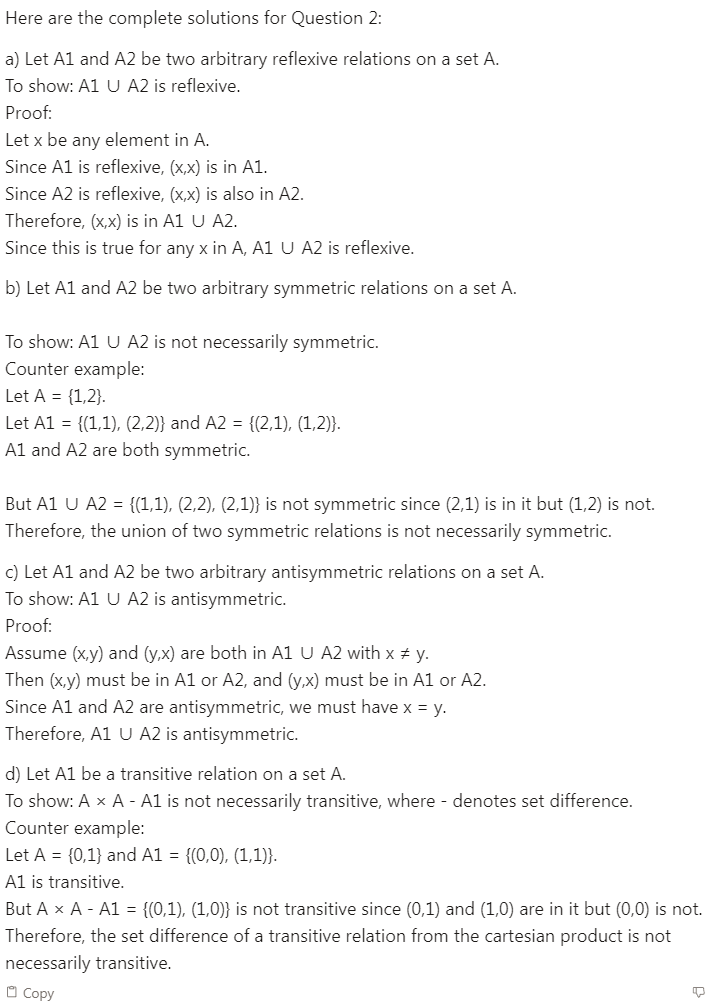 Here are the complete solutions for Question 2:
a) Let A1 and A2 be two arbitrary reflexive relations on a set A.
To show: A1 ∪ A2 is reflexive.
Proof:
Let x be any element in A.
Since A1 is reflexive, (x,x) is in A1.
Since A2 is reflexive, (x,x) is also in A2.
Therefore, (x,x) is in A1 ∪ A2.
Since this is true for any x in A, A1 ∪ A2 is reflexive.
b) Let A1 and A2 be two arbitrary symmetric relations on a set A.
To show: A1 ∪ A2 is not necessarily symmetric.
Counter example:
Let A = {1,2}.
Let A1 = {(1,1), (2,2)} and A2 = {(2,1), (1,2)}.
A1 and A2 are both symmetric.
But A1 ∪ A2 = {(1,1), (2,2), (2,1)} is not symmetric since (2,1) is in it but (1,2) is not.
Therefore, the union of two symmetric relations is not necessarily symmetric.
c) Let A1 and A2 be two arbitrary antisymmetric relations on a set A.
To show: A1 ∪ A2 is antisymmetric.
Proof:
Assume (x,y) and (y,x) are both in A1 ∪ A2 with x ≠ y.
Then (x,y) must be in A1 or A2, and (y,x) must be in A1 or A2.
Since A1 and A2 are antisymmetric, we must have x = y.
Therefore, A1 ∪ A2 is antisymmetric.
d) Let A1 be a transitive relation on a set A.
To show: A × A - A1 is not necessarily transitive, where - denotes set difference.
Counter example:
Let A = {0,1} and A1 = {(0,0), (1,1)}.
A1 is transitive.
But A × A - A1 = {(0,1), (1,0)} is not transitive since (0,1) and (1,0) are in it but (0,0) is not.
Therefore, the set difference of a transitive relation from the cartesian product is not
necessarily transitive.
Copy